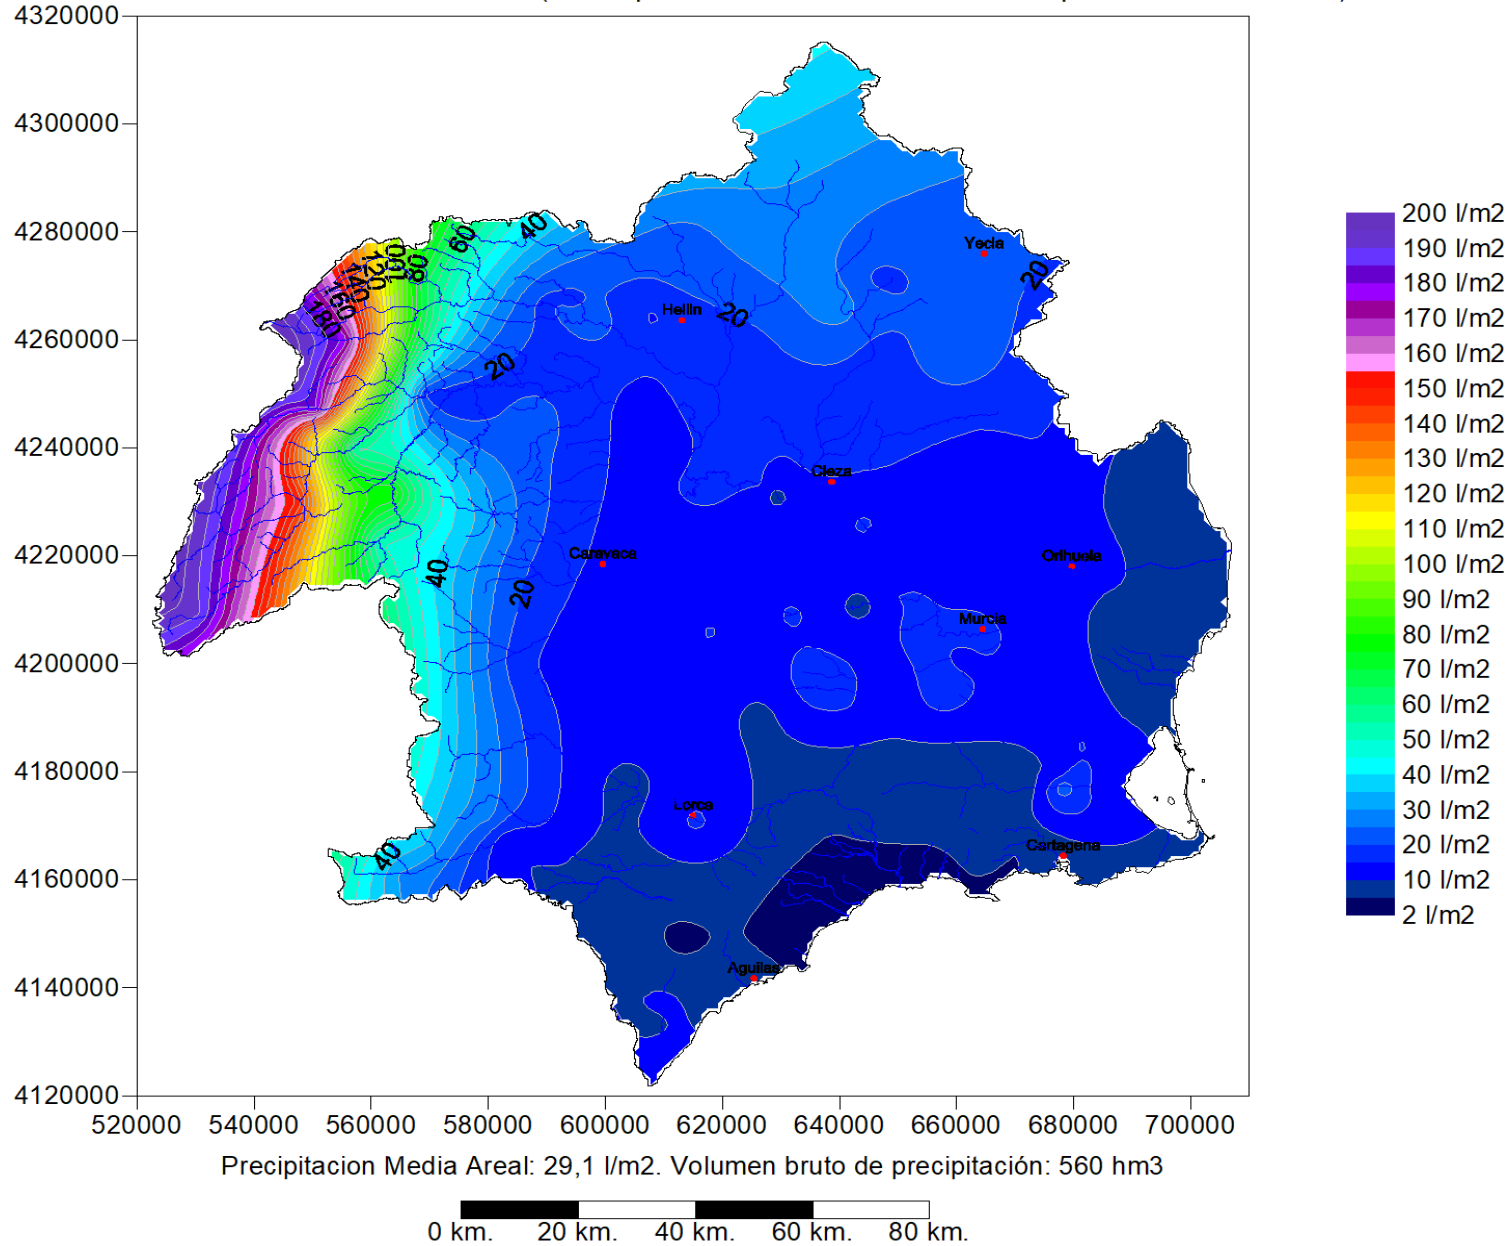 4320000
4300000
4280000
4260000
4240000
4220000
4200000
4180000
4160000
4140000
4120000
520000 540000 560000 580000 600000 620000 640000 660000 680000 700000
40
60
80
100
120
140
160
180
20
Yecla
20
Hellin
20
20
Cieza
Caravaca
Orihuela
40
20
Murcia
Lorca
40
Cartagena
Aguilas
200 l/m2
190 l/m2
180 l/m2
170 l/m2
160 l/m2
150 l/m2
140 l/m2
130 l/m2
120 l/m2
110 l/m2
100 l/m2
90 l/m2
80 l/m2
70 l/m2
60 l/m2
50 l/m2
40 l/m2
30 l/m2
20 l/m2
10 l/m2
2 l/m2
Precipitacion Media Areal: 29,1 l/m2. Volumen bruto de precipitación: 560 hm3
0 km. 20 km. 40 km. 60 km. 80 km.